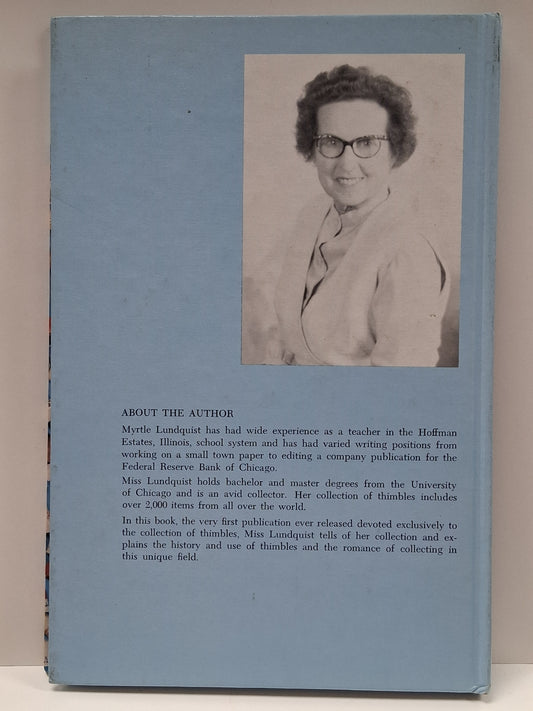 ABOUT THE AUTHOR
Myrtle Lundquist has had wide experience as a teacher in the Hoffman
Estates, Illinois, school system and has had varied writing positions from
working on a small town paper to editing a company publication for the
Federal Reserve Bank of Chicago.
Miss Lundquist holds bachelor and master degrees from the University
of Chicago and is an avid collector. Her collection of thimbles includes
over 2,000 items from all over the world.
In this book, the very first publication ever released devoted exclusively to
the collection of thimbles, Miss Lundquist tells of her collection and ex-
plains the history and use of thimbles and the romance of collecting in
this unique field.